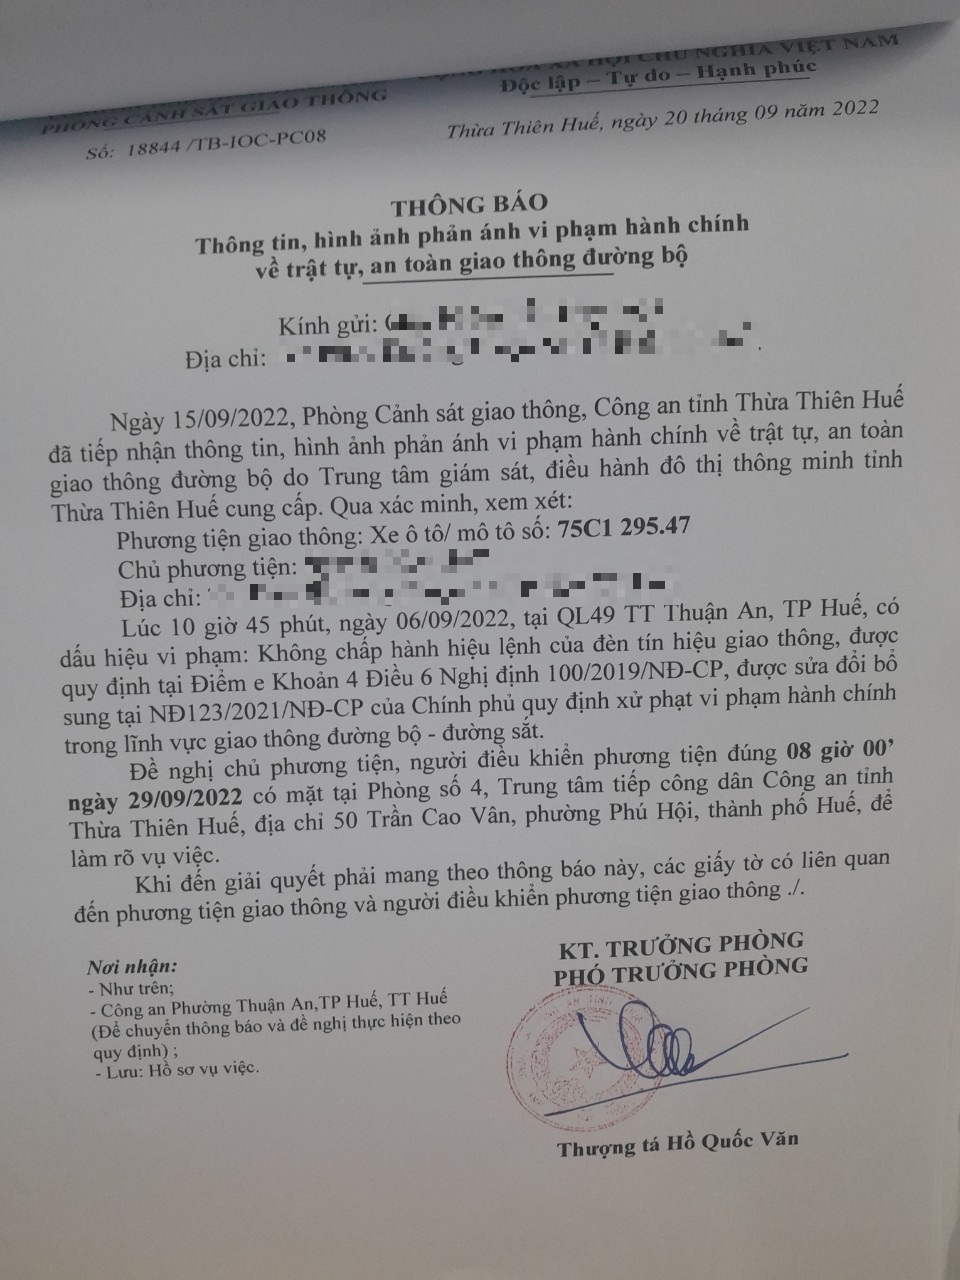 CHỦ NGHĨA VIỆT NAM
PHÒNG CẢNH SÁT GIAO THÔNG
Độc lập – Tự do – Hạnh phúc
Số: 18844 /TB-IOC-PC08
Thừa Thiên Huế, ngày 20 tháng 09 năm 2022
THÔNG BÁO
Thông tin, hình ảnh phản ánh vi phạm hành chính
về trật tự, an toàn giao thông đường bộ
Kính gửi:
Địa chỉ:
Ngày 15/09/2022, Phòng Cảnh sát giao thông, Công an tỉnh Thừa Thiên Huế
đã tiếp nhận thông tin, hình ảnh phản ánh vi phạm hành chính về trật tự, an toàn
giao thông đường bộ do Trung tâm giám sát, điều hành đô thị thông minh tỉnh
Thừa Thiên Huế cung cấp. Qua xác minh, xem xét:
Phương tiện giao thông: Xe ô tô/ mô tô số: 75C1 295.47
Chủ phương tiện:
Địa chỉ:
Lúc 10 giờ 45 phút, ngày 06/09/2022, tại QL49 TT Thuận An, TP Huế, có
dấu hiệu vi phạm: Không chấp hành hiệu lệnh của đèn tín hiệu giao thông, được
quy định tại Điểm e Khoản 4 Điều 6 Nghị định 100/2019/NĐ-CP, được sửa đổi bổ
sung tại NĐ123/2021/NĐ-CP của Chính phủ quy định xử phạt vi phạm hành chính
trong lĩnh vực giao thông đường bộ - đường sắt.
Đề nghị chủ phương tiện, người điều khiển phương tiện đúng 08 giờ 00’
ngày 29/09/2022 có mặt tại Phòng số 4, Trung tâm tiếp công dân Công an tỉnh
Thừa Thiên Huế, địa chỉ 50 Trần Cao Vân, phường Phú Hội, thành phố Huế, để
làm rõ vụ việc.
Khi đến giải quyết phải mang theo thông báo này, các giấy tờ có liên quan
đến phương tiện giao thông và người điều khiển phương tiện giao thông ./.
KT. TRƯỞNG PHÒNG
PHÓ TRƯỞNG PHÒNG
Nơi nhận:
- Như trên;
- Công an Phường Thuận An,TP Huế, TT Huế
(Để chuyển thông báo và đề nghị thực hiện theo
quy định) ;
- Lưu: Hồ sơ vụ việc.
Thượng tá Hồ Quốc Văn